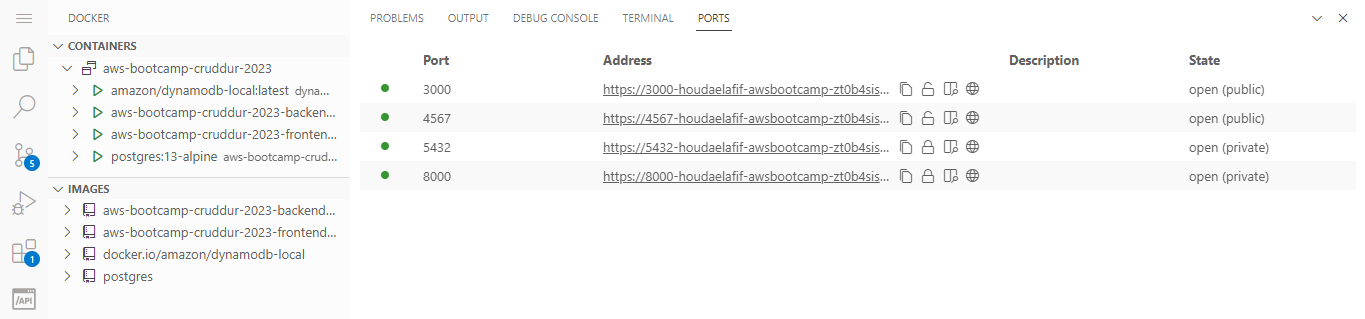 DOCKER
CONTAINERS
aws-bootcamp-cruddur-2023
amazon/dynamodb-local:latest dyna...
aws-bootcamp-cruddur-2023-backen...
aws-bootcamp-cruddur-2023-fronten...
postgres:13-alpine aws-bootcamp-crud...
5
IMAGES
aws-bootcamp-cruddur-2023-backend...
aws-bootcamp-cruddur-2023-frontend...
docker.io/amazon/dynamodb-local
postgres
1
/API
PROBLEMS OUTPUT DEBUG CONSOLE TERMINAL PORTS
Port Address Description State
3000 https://3000-houdaelafif-awsbootcamp-zt0b4sis... open (public)
4567 https://4567-houdaelafif-awsbootcamp-zt0b4sis... open (public)
5432 https://5432-houdaelafif-awsbootcamp-zt0b4sis... open (private)
8000 https://8000-houdaelafif-awsbootcamp-zt0b4sis... open (private)